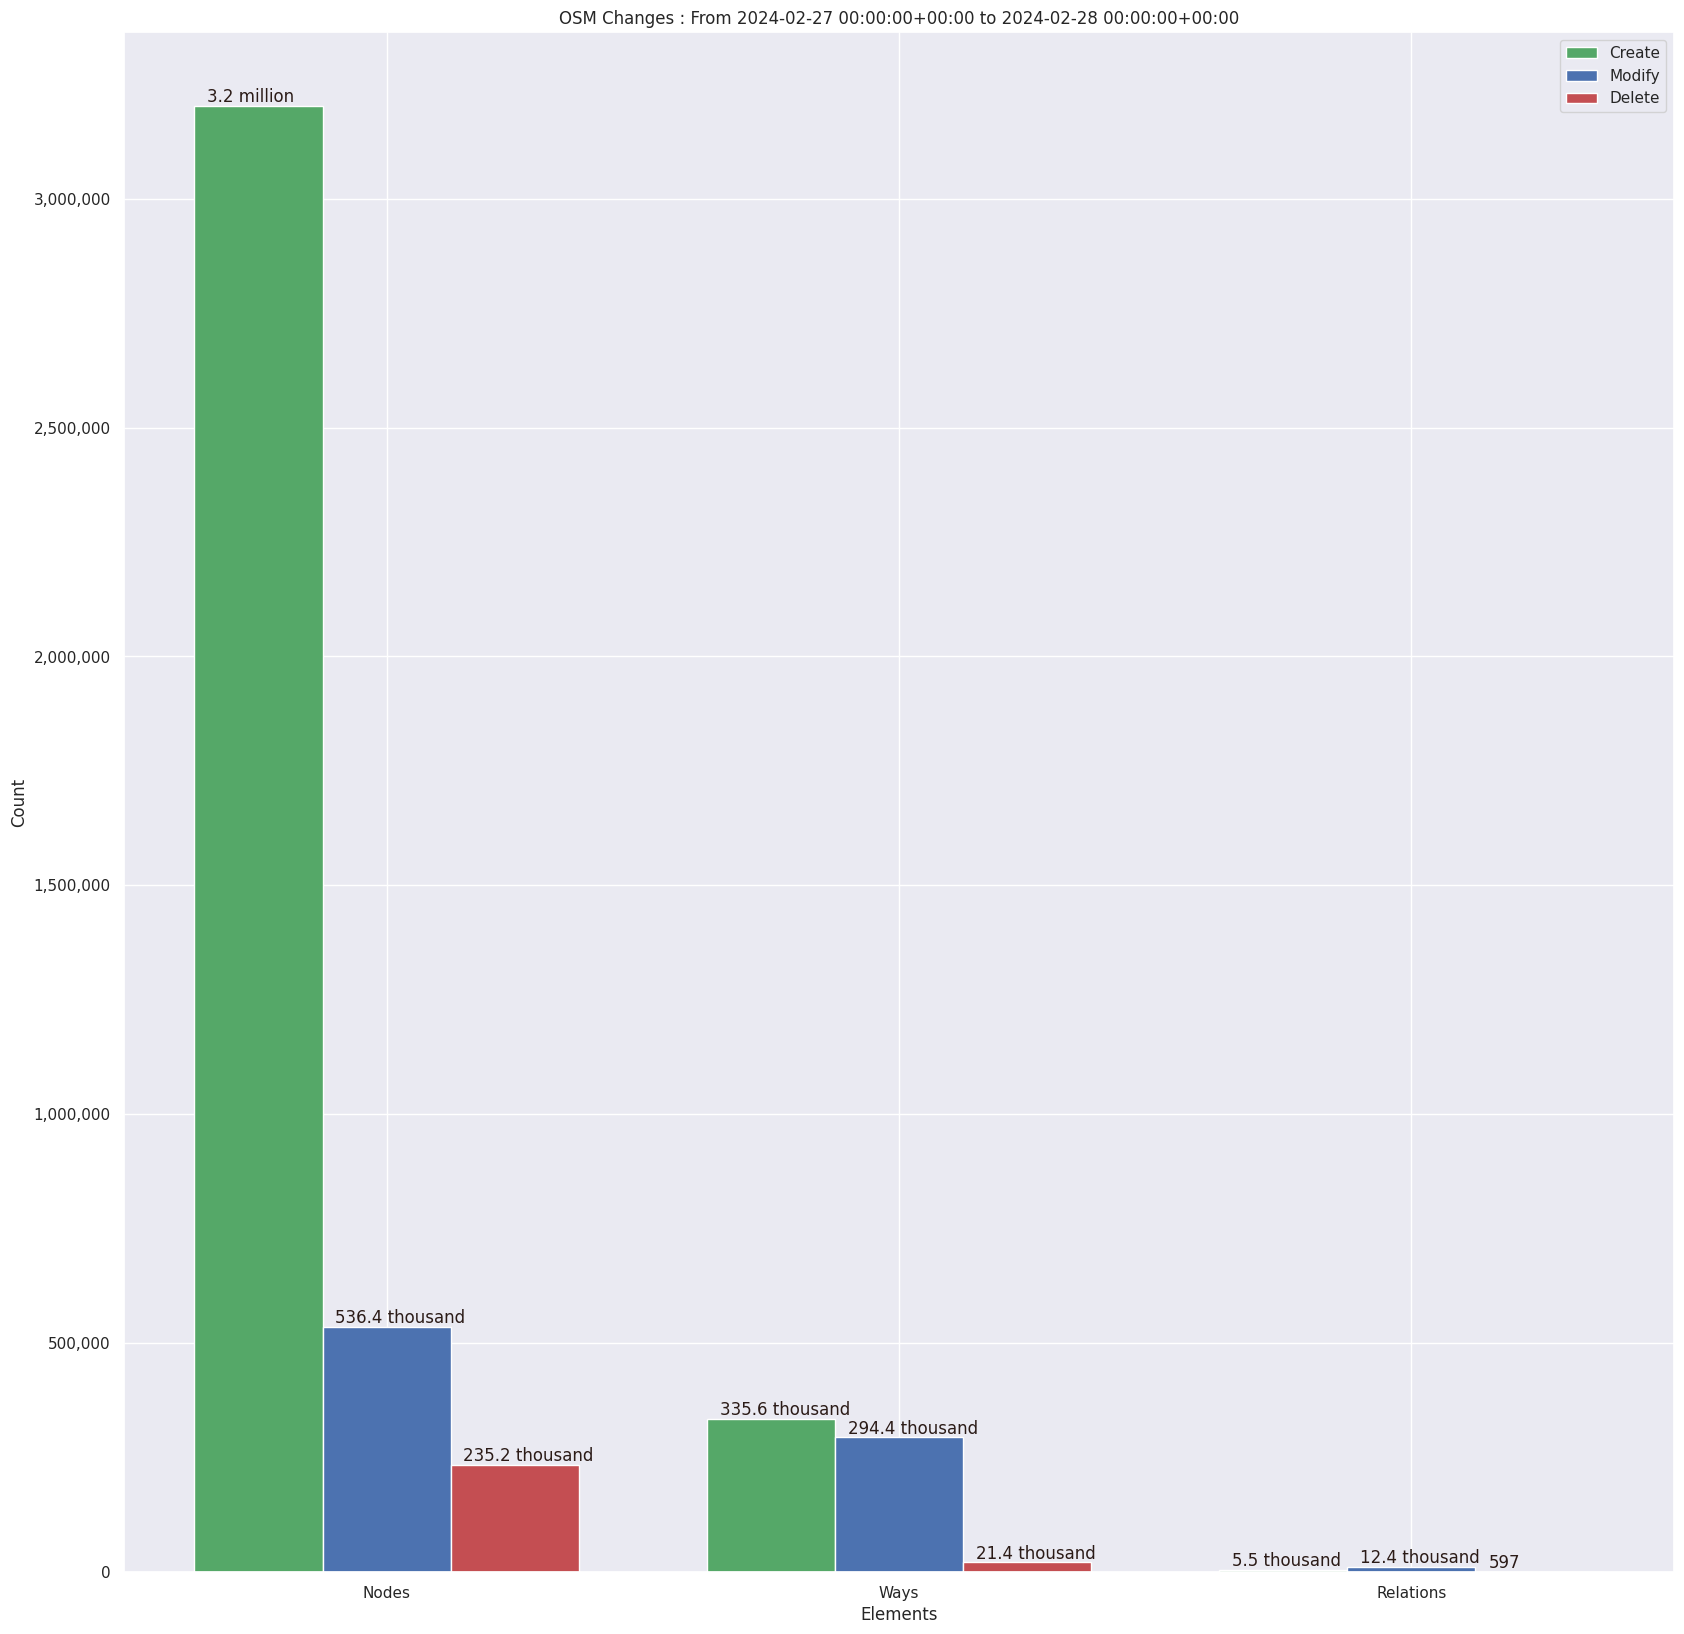 OSM Changes : From 2024-02-27 00:00:00+00:00 to 2024-02-28 00:00:00+00:00
Create
Modify
Delete
3.2 million
3,000,000
2,500,000
2,000,000
Count
1,500,000
1,000,000
536.4 thousand
500,000
335.6 thousand
294.4 thousand
235.2 thousand
21.4 thousand
5.5 thousand
12.4 thousand
597
0
Nodes
Ways
Relations
Elements